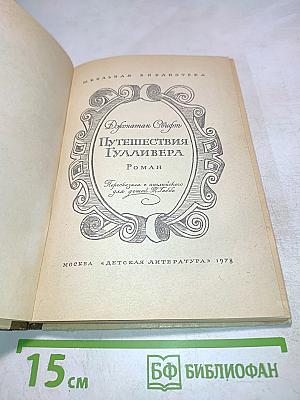 ШКОЛЬНАЯ БИБЛИОТЕКА
Джонатан Свифт
ПУТЕШЕСТВИЯ
ГУЛЛИВЕРА
РОМАН
Пересказал с английского
для детей Т. Габбе
МОСКВА «ДЕТСКАЯ ЛИТЕРАТУРА» 1978
15 см
БФ БИБЛИОФАН